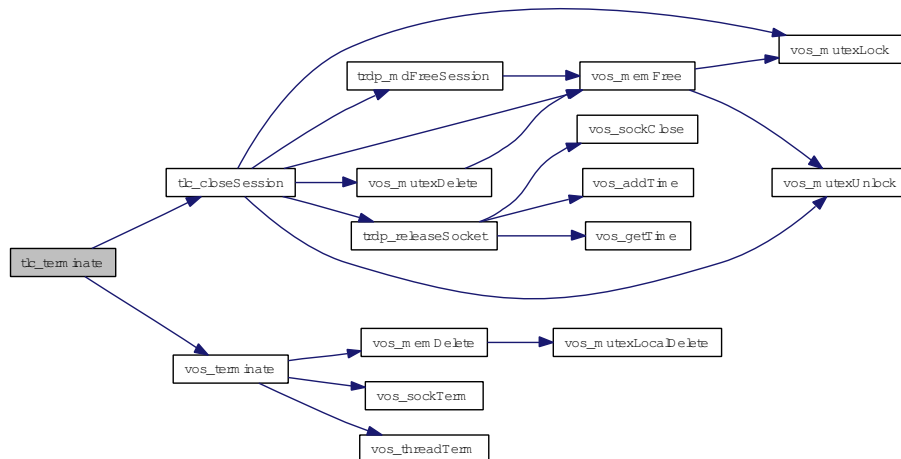 vos_mutexLock
trdp_mdFreeSession
vos_memFree
vos_sockClose
tlc_closeSession
vos_mutexDelete
vos_addTime
vos_mutexUnlock
trdp_releaseSocket
vos_getTime
tlc_terminate
vos_memDelete
vos_mutexLocalDelete
vos_terminate
vos_sockTerm
vos_threadTerm